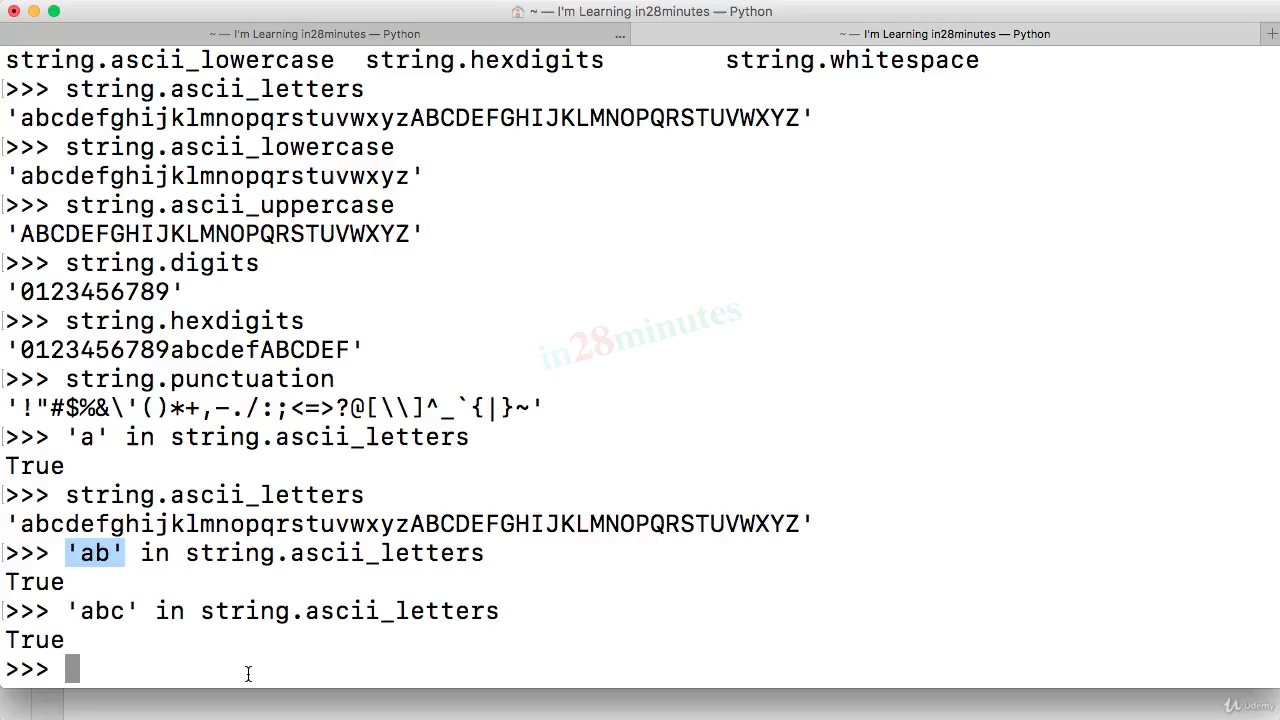 ~ — I'm Learning in28minutes — Python
~ — I'm Learning in28minutes — Python ... ~ — I'm Learning in28minutes — Python +
string.ascii_lowercase  string.hexdigits        string.whitespace
>>> string.ascii_letters
'abcdefghijklmnopqrstuvwxyzABCDEFGHIJKLMNOPQRSTUVWXYZ'
>>> string.ascii_lowercase
'abcdefghijklmnopqrstuvwxyz'
>>> string.ascii_uppercase
'ABCDEFGHIJKLMNOPQRSTUVWXYZ'
>>> string.digits
'0123456789'
>>> string.hexdigits
'0123456789abcdefABCDEF'
>>> string.punctuation
'!"#$%&\'()*+,-./:;<=>?@[\\]^_`{|}~'
>>> 'a' in string.ascii_letters
True
>>> string.ascii_letters
'abcdefghijklmnopqrstuvwxyzABCDEFGHIJKLMNOPQRSTUVWXYZ'
>>> 'ab' in string.ascii_letters
True
>>> 'abc' in string.ascii_letters
True
>>>
in28minutes
Udemy